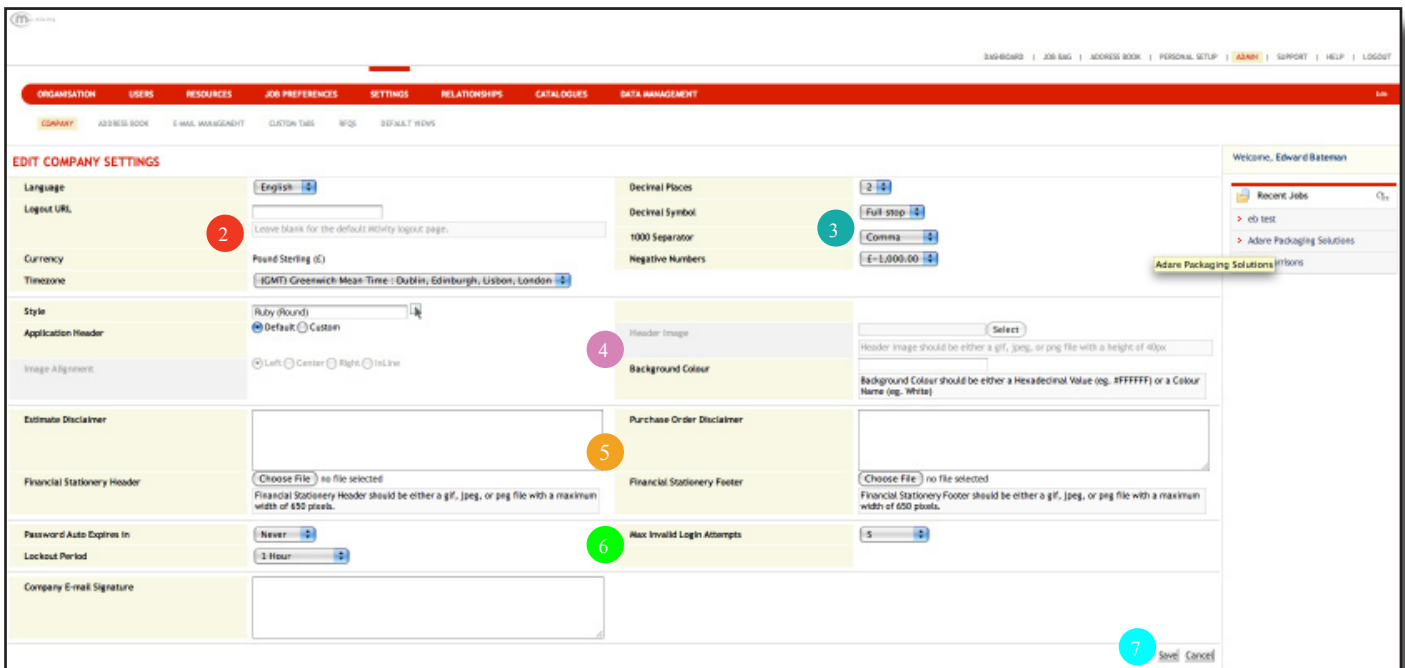 DASHBOARD | JOB BAG | ADDRESS BOOK | PERSONAL SETUP | ADMIN | SUPPORT | HELP | LOGOUT
ORGANISATION USERS RESOURCES JOB PREFERENCES SETTINGS RELATIONSHIPS CATALOGUES DATA MANAGEMENT Edit
COMPANY ADDRESS BOOK E-MAIL MANAGEMENT CUSTOM TABS RFQS DEFAULT VIEWS
EDIT COMPANY SETTINGS
Welcome, Edward Bateman
Language English Decimal Places 2
Recent Jobs
Logout URL Decimal Symbol Full stop
2 3
eb test
Leave blank for the default Mtivity logout page.
1000 Separator Comma
Adare Packaging Solutions
Currency Pound Sterling (£) Negative Numbers £-1,000.00
Adare Packaging Solutions rrisons
Timezone (GMT) Greenwich Mean Time : Dublin, Edinburgh, Lisbon, London
Style Ruby (Round)
Application Header Default Custom Header Image Select
4
Header Image should be either a gif, jpeg, or png file with a height of 40px
Image Alignment Left Center Right InLine Background Colour
Background Colour should be either a Hexadecimal Value (eg. #FFFFFF) or a Colour
Name (eg. White)
Estimate Disclaimer Purchase Order Disclaimer
5
Financial Stationery Header Choose File no file selected Financial Stationery Footer Choose File no file selected
Financial Stationery Header should be either a gif, jpeg, or png file with a maximum
width of 650 pixels.
Financial Stationery Footer should be either a gif, jpeg, or png file with a maximum
width of 650 pixels.
Password Auto Expires in Never Max Invalid Login Attempts 5
6
Lockout Period 1 Hour
Company E-mail Signature
7
Save Cancel